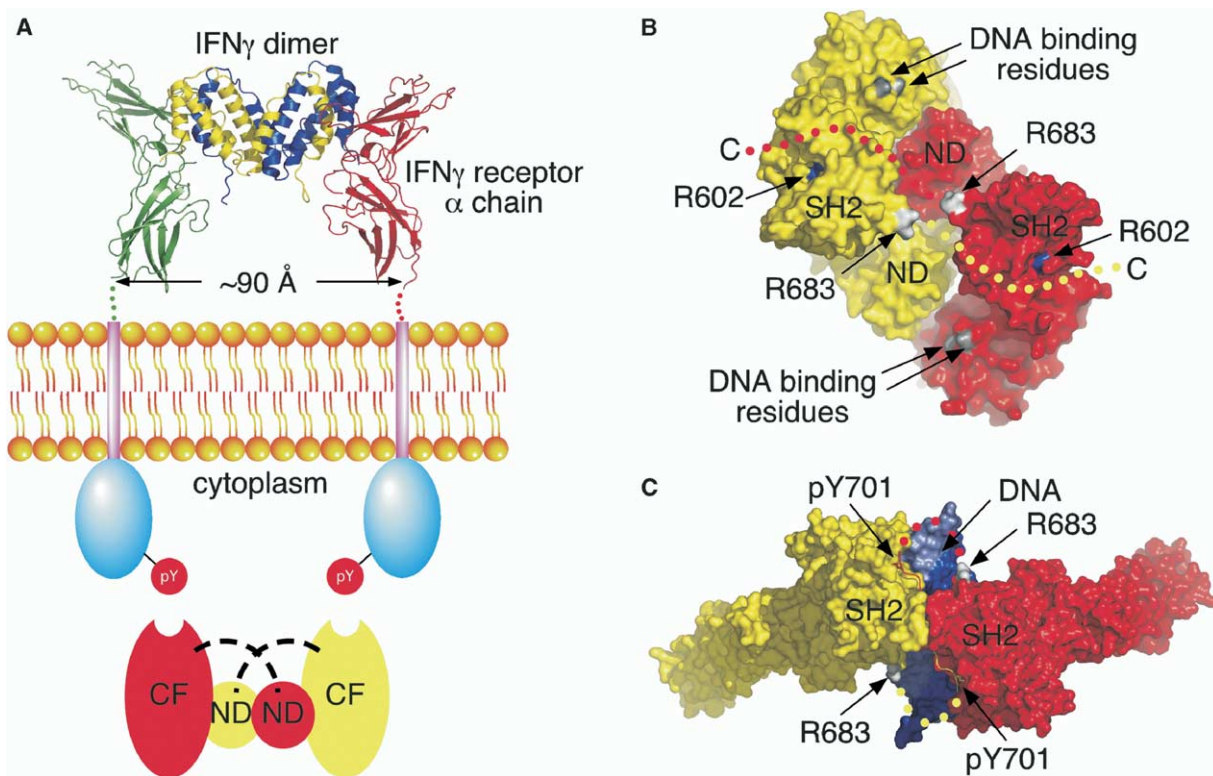 A
IFNγ dimer
IFNγ receptor
α chain
~90 Å
cytoplasm
pY
pY
CF
ND
ND
CF
B
DNA binding
residues
R683
C
ND
R602
SH2
SH2
R602
ND
C
R683
DNA binding
residues
C
pY701
DNA
R683
SH2
SH2
R683
pY701